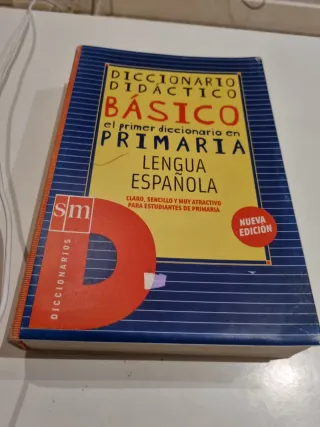 DICCIONARIO
DIDÁCTICO
BÁSICO
el primer diccionario en
PRIMARIA
LENGUA
ESPAÑOLA
CLARO, SENCILLO Y MUY ATRACTIVO
PARA ESTUDIANTES DE PRIMARIA
NUEVA
EDICIÓN
sm
DICCIONARIOS
D